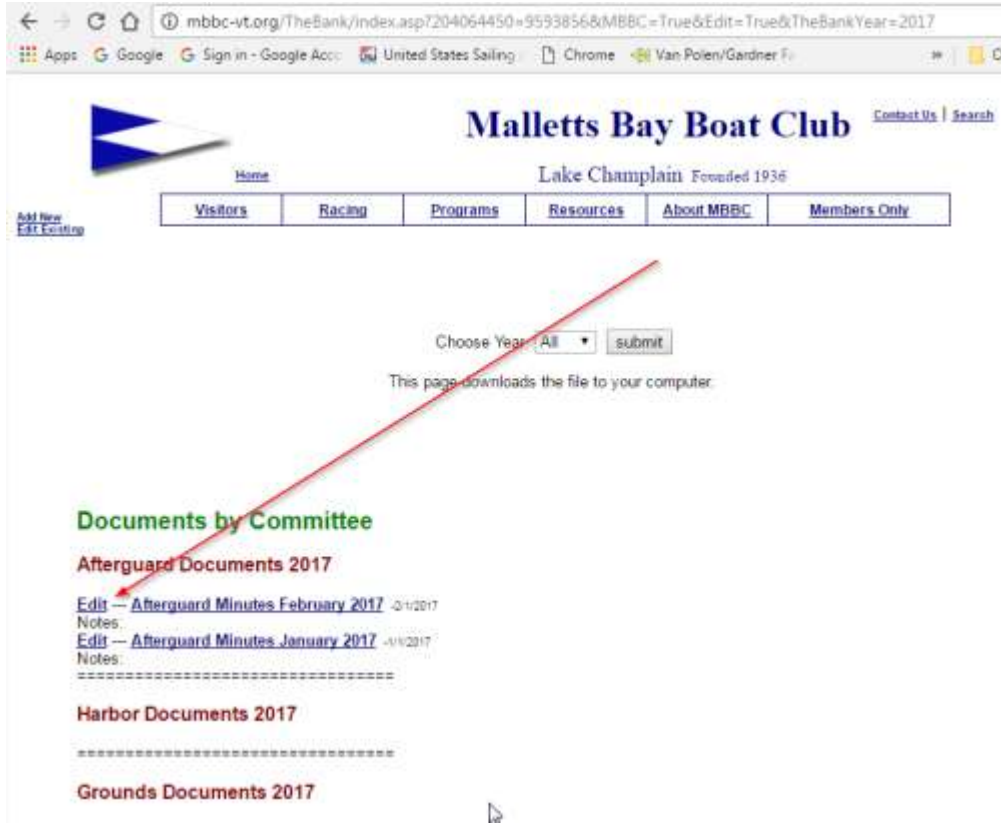 mbbc-vt.org/TheBank/index.asp?204064450=9593856&MBBC=True&Edit=True&TheBankYear=2017
Apps Google Sign in - Google Acc United States Sailing Chrome Van Polen/Gardner »
Malletts Bay Boat Club
Contact Us | Search
Home
Lake Champlain Founded 1936
Add New
Edit Existing
Visitors Racing Programs Resources About MBBC Members Only
Choose Year All submit
This page downloads the file to your computer.
Documents by Committee
Afterguard Documents 2017
Edit --- Afterguard Minutes February 2017 -2/1/2017
Notes:
Edit --- Afterguard Minutes January 2017 -1/1/2017
Notes:
=================================
Harbor Documents 2017
=================================
Grounds Documents 2017